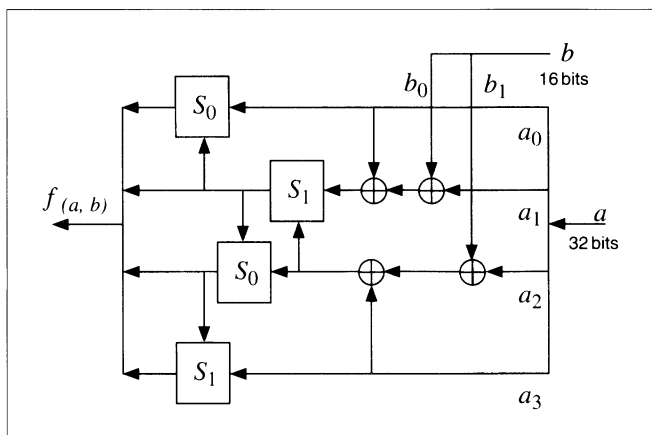 b
16 bits
b₀ b₁
S₀
a₀
S₁
f (a, b)
a₁
a
32 bits
S₀
a₂
S₁
a₃